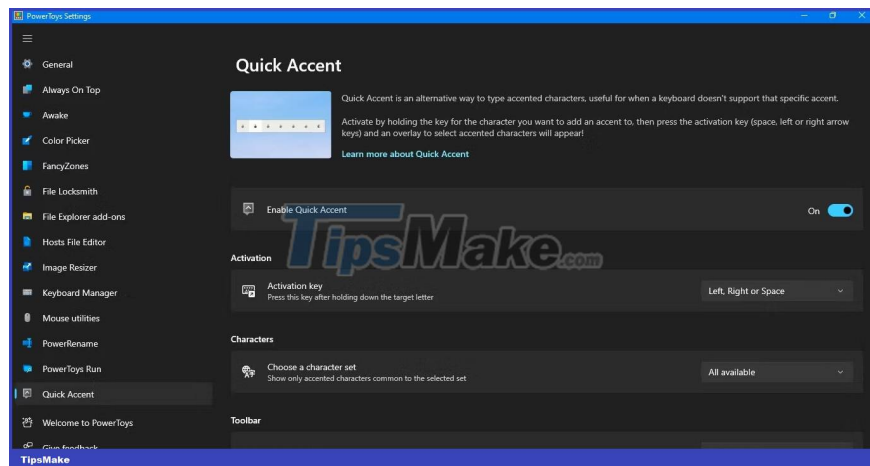 PowerToys Settings
General
Always On Top
Awake
Color Picker
FancyZones
File Locksmith
File Explorer add-ons
Hosts File Editor
Image Resizer
Keyboard Manager
Mouse utilities
PowerRename
PowerToys Run
Quick Accent
Welcome to PowerToys
Give feedback
Quick Accent
Quick Accent is an alternative way to type accented characters, useful for when a keyboard doesn't support that specific accent.
Activate by holding the key for the character you want to add an accent to, then press the activation key (space, left or right arrow
keys) and an overlay to select accented characters will appear!
Learn more about Quick Accent
Enable Quick Accent
On
TipsMake.com
Activation
Activation key
Press this key after holding down the target letter
Left, Right or Space
Characters
Choose a character set
Show only accented characters common to the selected set
All available
Toolbar
TipsMake